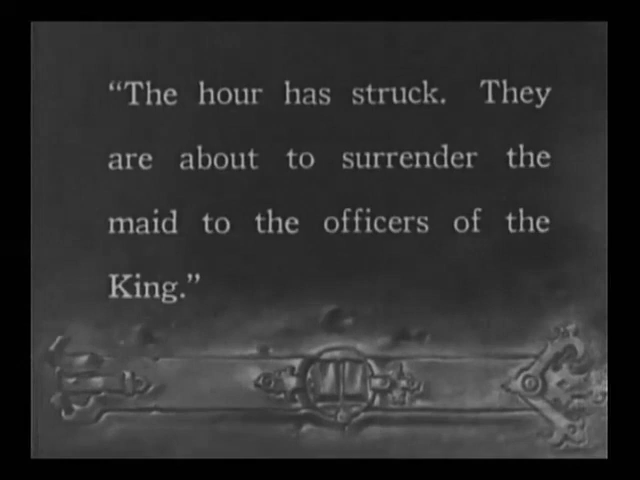 “The hour has struck. They
are about to surrender the
maid to the officers of the
King.”